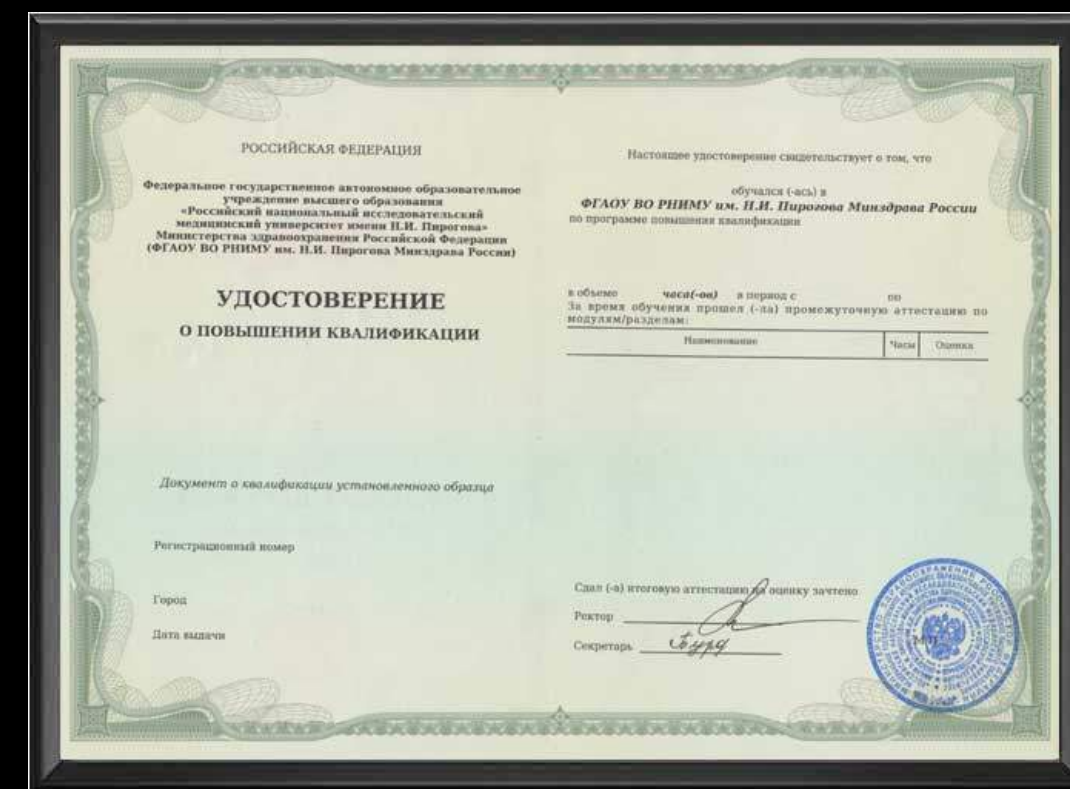 РОССИЙСКАЯ ФЕДЕРАЦИЯ
Федеральное государственное автономное образовательное
учреждение высшего образования
«Российский национальный исследовательский
медицинский университет имени Н.И. Пирогова»
Министерства здравоохранения Российской Федерации
(ФГАОУ ВО РНИМУ им. Н.И. Пирогова Минздрава России)
УДОСТОВЕРЕНИЕ
О ПОВЫШЕНИИ КВАЛИФИКАЦИИ
Документ о квалификации установленного образца
Регистрационный номер
Город
Дата выдачи
Настоящее удостоверение свидетельствует о том, что
обучался (-ась) в
ФГАОУ ВО РНИМУ им. Н.И. Пирогова Минздрава России
по программе повышения квалификации
в объеме часа(-ов) в период с по
За время обучения прошел (-ла) промежуточную аттестацию по
модулям/разделам:
Наименование Часы Оценка
Сдал (-а) итоговую аттестацию на оценку зачтено
Ректор
Секретарь
М.П.